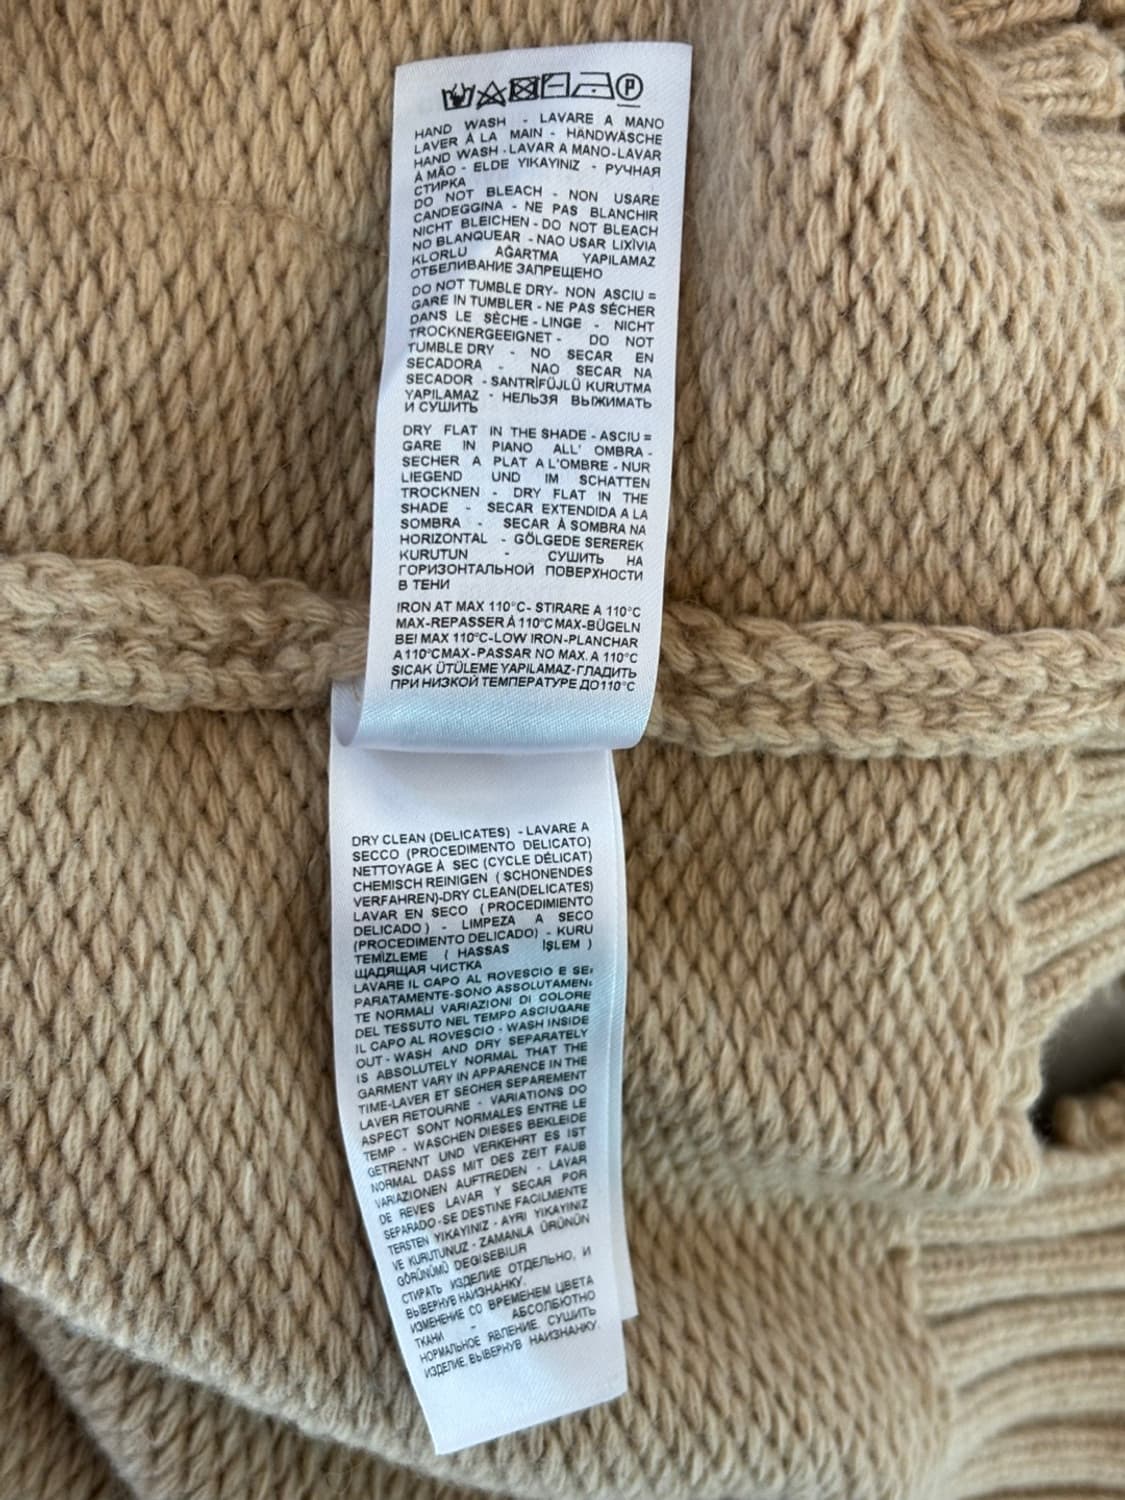 P
HAND WASH - LAVARE A MANO
LAVER À LA MAIN - HANDWÄSCHE
HAND WASH - LAVAR A MANO-LAVAR
A MÃO - ELDE YIKAYINIZ - РУЧНАЯ
СТИРКА
DO NOT BLEACH - NON USARE
CANDEGGINA - NE PAS BLANCHIR
NICHT BLEICHEN - DO NOT BLEACH
NO BLANQUEAR - NAO USAR LIXÍVIA
KLORLU AĞARTMA YAPILAMAZ
ОТБЕЛИВАНИЕ ЗАПРЕЩЕНО
DO NOT TUMBLE DRY- NON ASCIU =
GARE IN TUMBLER - NE PAS SÉCHER
DANS LE SÈCHE - LINGE - NICHT
TROCKNERGEEIGNET - DO NOT
TUMBLE DRY - NO SECAR EN
SECADORA - NAO SECAR NA
SECADOR - SANTRİFÜJLÜ KURUTMA
YAPILAMAZ - НЕЛЬЗЯ ВЫЖИМАТЬ
И СУШИТЬ
DRY FLAT IN THE SHADE - ASCIU =
GARE IN PIANO ALL' OMBRA -
SECHER A PLAT A L'OMBRE - NUR
LIEGEND UND IM SCHATTEN
TROCKNEN - DRY FLAT IN THE
SHADE - SECAR EXTENDIDA A LA
SOMBRA - SECAR À SOMBRA NA
HORIZONTAL - GÖLGEDE SEREREK
KURUTUN - СУШИТЬ НА
ГОРИЗОНТАЛЬНОЙ ПОВЕРХНОСТИ
В ТЕНИ
IRON AT MAX 110°C- STIRARE A 110°C
MAX-REPASSER À 110°C MAX-BÜGELN
BEI MAX 110°C-LOW IRON-PLANCHAR
A 110°C MAX-PASSAR NO MAX. A 110°C
SICAK ÜTÜLEME YAPILAMAZ-ГЛАДИТЬ
ПРИ НИЗКОЙ ТЕМПЕРАТУРЕ ДО 110°C
DRY CLEAN (DELICATES) - LAVARE A
SECCO (PROCEDIMENTO DELICATO)
NETTOYAGE À SEC (CYCLE DÉLICAT)
CHEMISCH REINIGEN ( SCHONENDES
VERFAHREN)-DRY CLEAN(DELICATES)
LAVAR EN SECO ( PROCEDIMIENTO
DELICADO ) - LIMPEZA A SECO
(PROCEDIMENTO DELICADO) - KURU
TEMİZLEME ( HASSAS İŞLEM )
ЩАДЯЩАЯ ЧИСТКА
LAVARE IL CAPO AL ROVESCIO E SE=
PARATAMENTE-SONO ASSOLUTAMEN=
TE NORMALI VARIAZIONI DI COLORE
DEL TESSUTO NEL TEMPO ASCIUGARE
IL CAPO AL ROVESCIO - WASH INSIDE
OUT - WASH AND DRY SEPARATELY
IS ABSOLUTELY NORMAL THAT THE
GARMENT VARY IN APPARENCE IN THE
TIME-LAVER ET SECHER SEPAREMENT
LAVER RETOURNE - VARIATIONS DO
ASPECT SONT NORMALES ENTRE LE
TEMP - WASCHEN DIESES BEKLEIDE
GETRENNT UND VERKEHRT ES IST
NORMAL DASS MIT DES ZEIT FAUB
VARIAZIONEN AUFTREDEN - LAVAR
DE REVES LAVAR Y SECAR POR
SEPARADO - SE DESTINE FACILMENTE
TERSTEN YIKAYINIZ - AYRI YIKAYINIZ
VE KURUTUNUZ - ZAMANLA ÜRÜNÜN
GÖRÜNÜMÜ DEGISEBILIR
СТИРАТЬ ИЗДЕЛИЕ ОТДЕЛЬНО, И
ВЫВЕРНУВ НАИЗНАНКУ.
ИЗМЕНЕНИЕ СО ВРЕМЕНЕМ ЦВЕТА
ТКАНИ - АБСОЛЮТНО
НОРМАЛЬНОЕ ЯВЛЕНИЕ. СУШИТЬ
ИЗДЕЛИЕ, ВЫВЕРНУВ НАИЗНАНКУ.